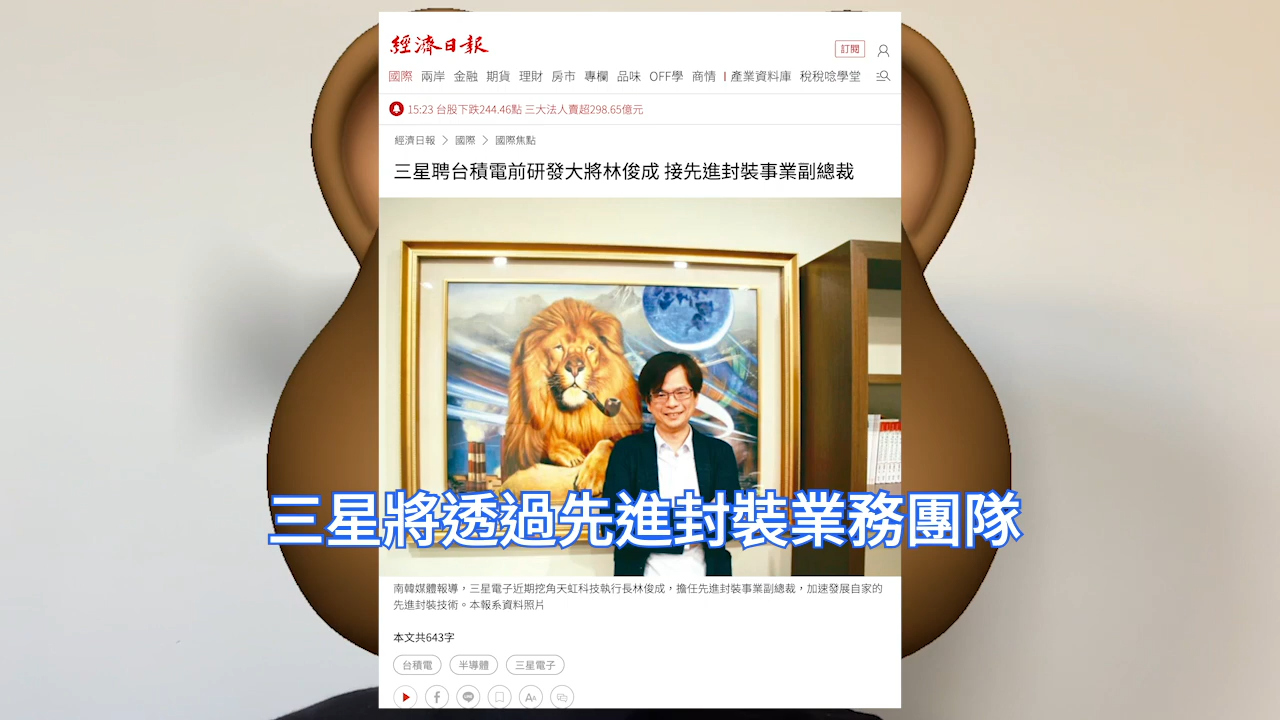 經濟日報
訂閱
國際 兩岸 金融 期貨 理財 房市 專欄 品味 OFF學 商情 產業資料庫 稅稅唸學堂
15:23 台股下跌244.46點 三大法人賣超298.65億元
經濟日報 > 國際 > 國際焦點
三星聘台積電前研發大將林俊成 接先進封裝事業副總裁
三星將透過先進封裝業務團隊
南韓媒體報導，三星電子近期挖角天虹科技執行長林俊成，擔任先進封裝事業副總裁，加速發展自家的
先進封裝技術。本報系資料照片
本文共643字
台積電 半導體 三星電子